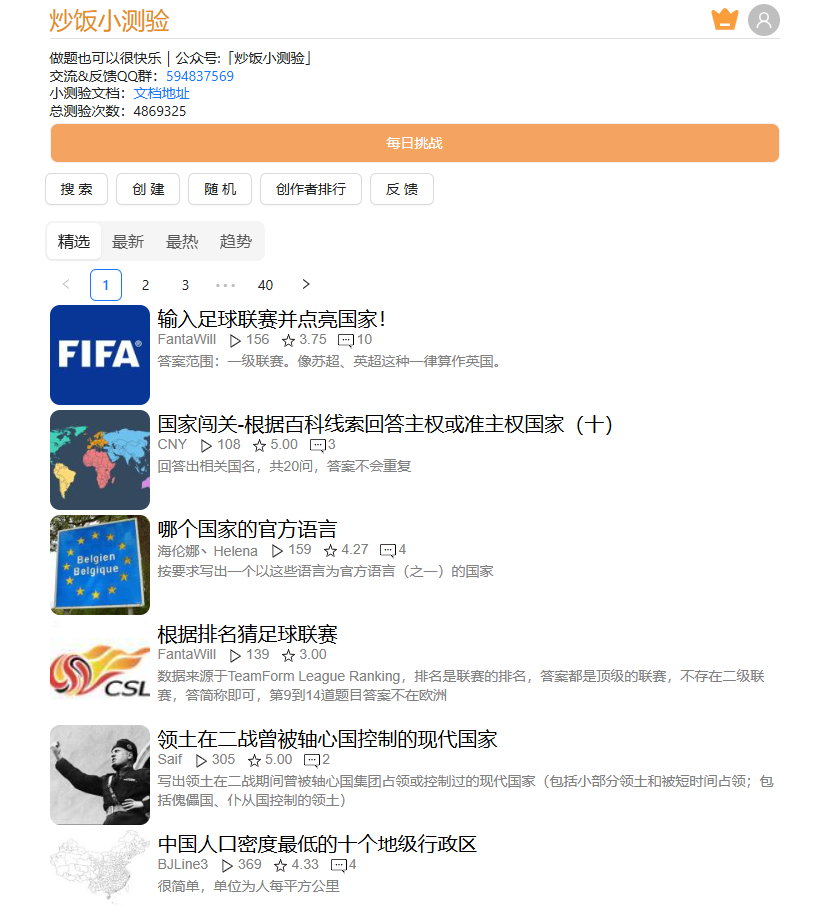 炒饭小测验
做题也可以很快乐 | 公众号:「炒饭小测验」
交流&反馈QQ群：594837569
小测验文档：文档地址
总测验次数：4869325
每日挑战
搜 索 创 建 随 机 创作者排行 反 馈
精选 最新 最热 趋势
1 2 3 ••• 40
输入足球联赛并点亮国家！
FantaWill 156 3.75 10
答案范围：一级联赛。像苏超、英超这种一律算作英国。
FIFA
国家闯关-根据百科线索回答主权或准主权国家（十）
CNY 108 5.00 3
回答出相关国名，共20问，答案不会重复
哪个国家的官方语言
海伦娜丶Helena 159 4.27 4
按要求写出一个以这些语言为官方语言（之一）的国家
Belgien
Belgique
根据排名猜足球联赛
FantaWill 139 3.00
数据来源于TeamForm League Ranking，排名是联赛的排名，答案都是顶级的联赛，不存在二级联
赛，答简称即可，第9到14道题目答案不在欧洲
CSL
领土在二战曾被轴心国控制的现代国家
Saif 305 5.00 2
写出领土在二战期间曾被轴心国集团占领或控制过的现代国家（包括小部分领土和被短时间占领；包
括傀儡国、仆从国控制的领土）
中国人口密度最低的十个地级行政区
BJLine3 369 4.33 4
很简单，单位为人每平方公里